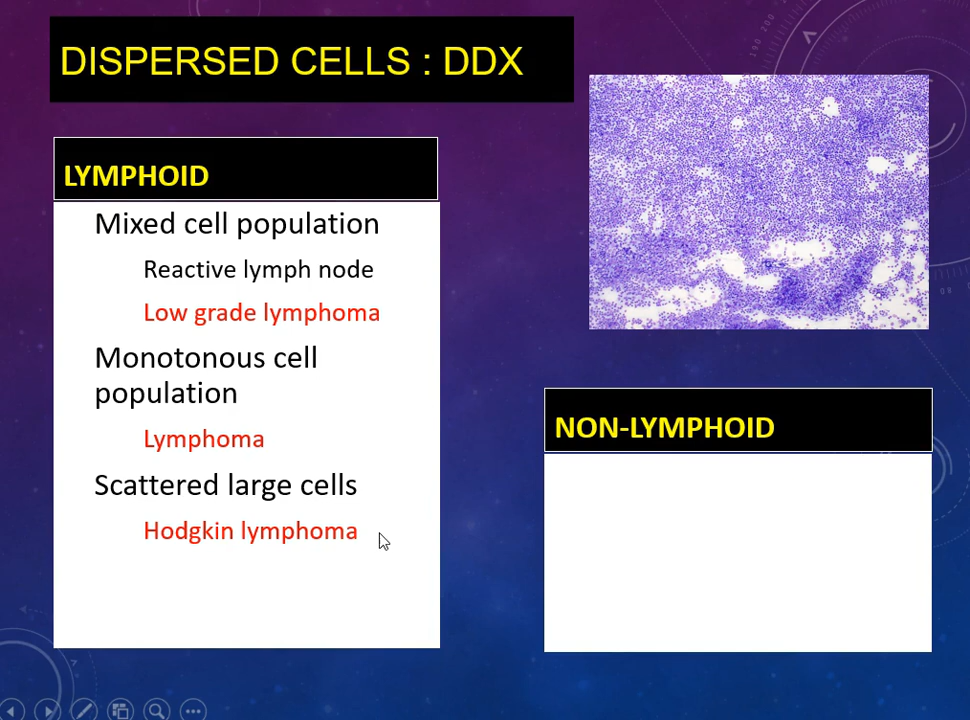 DISPERSED CELLS : DDX
LYMPHOID
Mixed cell population
Reactive lymph node
Low grade lymphoma
Monotonous cell
population
Lymphoma
Scattered large cells
Hodgkin lymphoma
NON-LYMPHOID